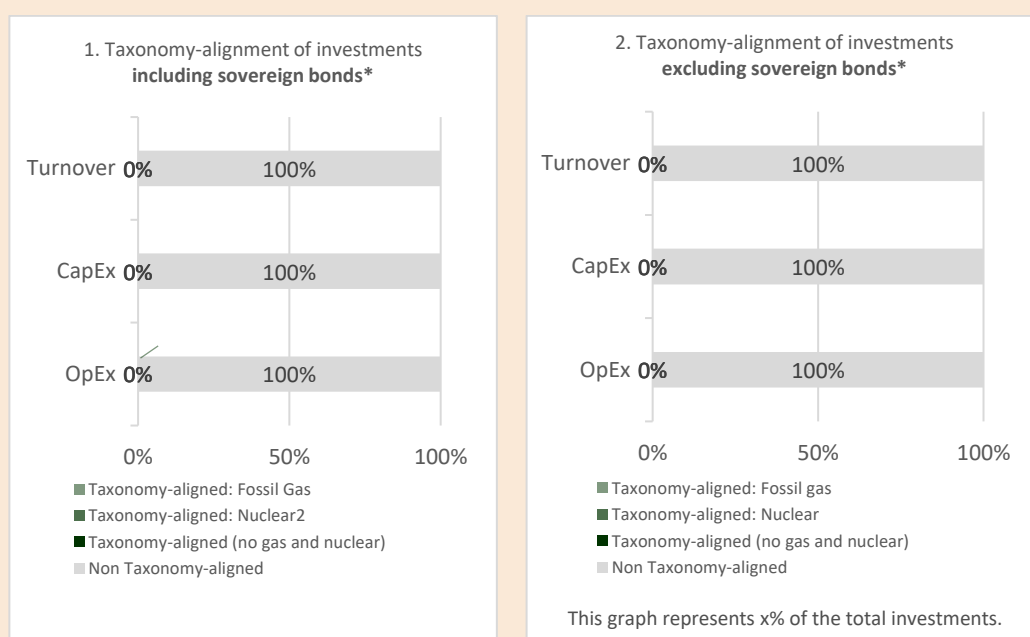 1. Taxonomy-alignment of investments
including sovereign bonds*
Turnover 0% 100%
CapEx 0% 100%
OpEx 0% 100%
0% 50% 100%
Taxonomy-aligned: Fossil Gas
Taxonomy-aligned: Nuclear2
Taxonomy-aligned (no gas and nuclear)
Non Taxonomy-aligned
2. Taxonomy-alignment of investments
excluding sovereign bonds*
Turnover 0% 100%
CapEx 0% 100%
OpEx 0% 100%
0% 50% 100%
Taxonomy-aligned: Fossil gas
Taxonomy-aligned: Nuclear
Taxonomy-aligned (no gas and nuclear)
Non Taxonomy-aligned
This graph represents x% of the total investments.